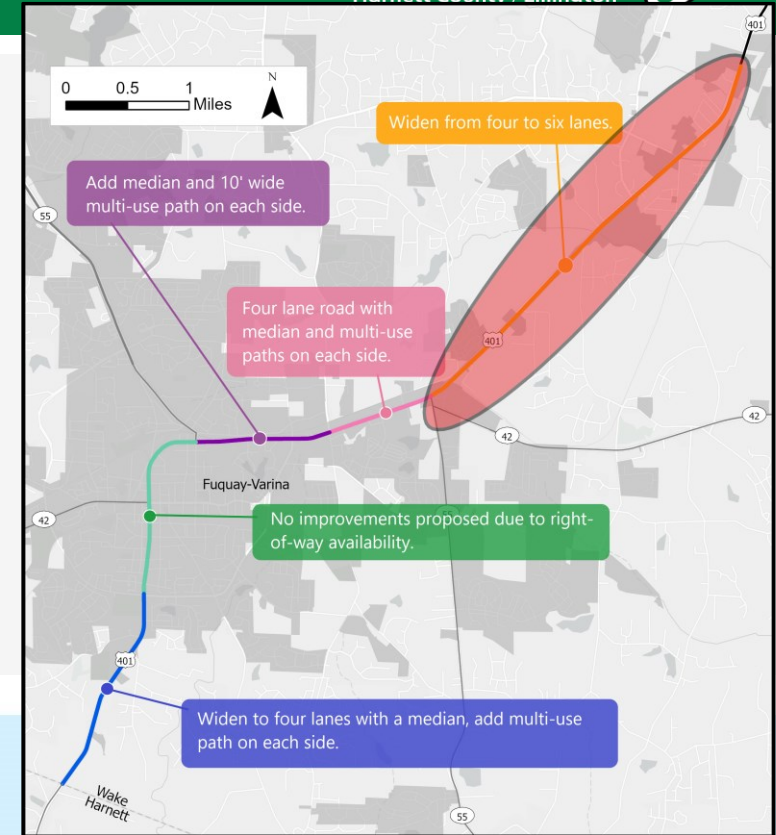 Harnett County / Lillington
401
0 0.5 1
Miles
N
Widen from four to six lanes.
Add median and 10' wide
multi-use path on each side.
55
Four lane road with
median and multi-use
paths on each side.
401
42
42
Fuquay-Varina
42
No improvements proposed due to right-
of-way availability.
401
Widen to four lanes with a median, add multi-use
path on each side.
Wake
Harnett
55